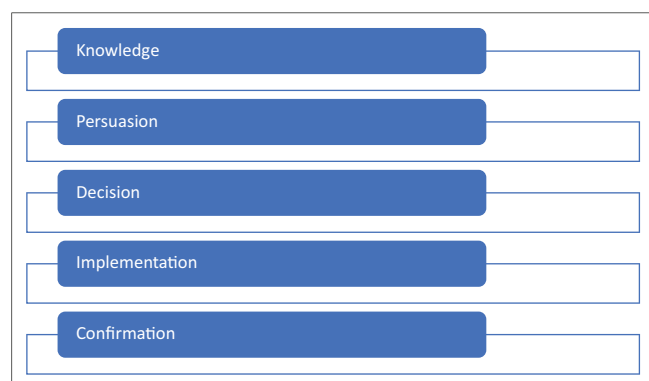 Knowledge
Persuasion
Decision
Implementation
Confirmation